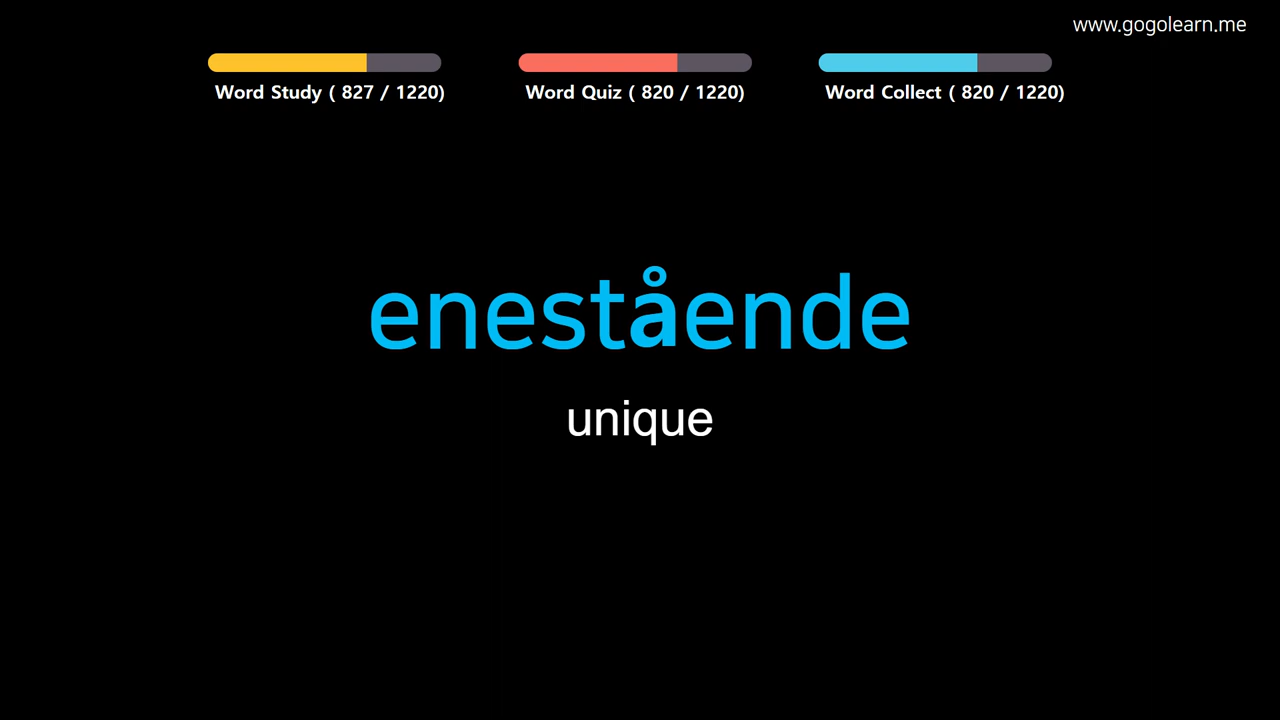 www.gogolearn.me
Word Study ( 827 / 1220)
Word Quiz ( 820 / 1220)
Word Collect ( 820 / 1220)
enestående
unique